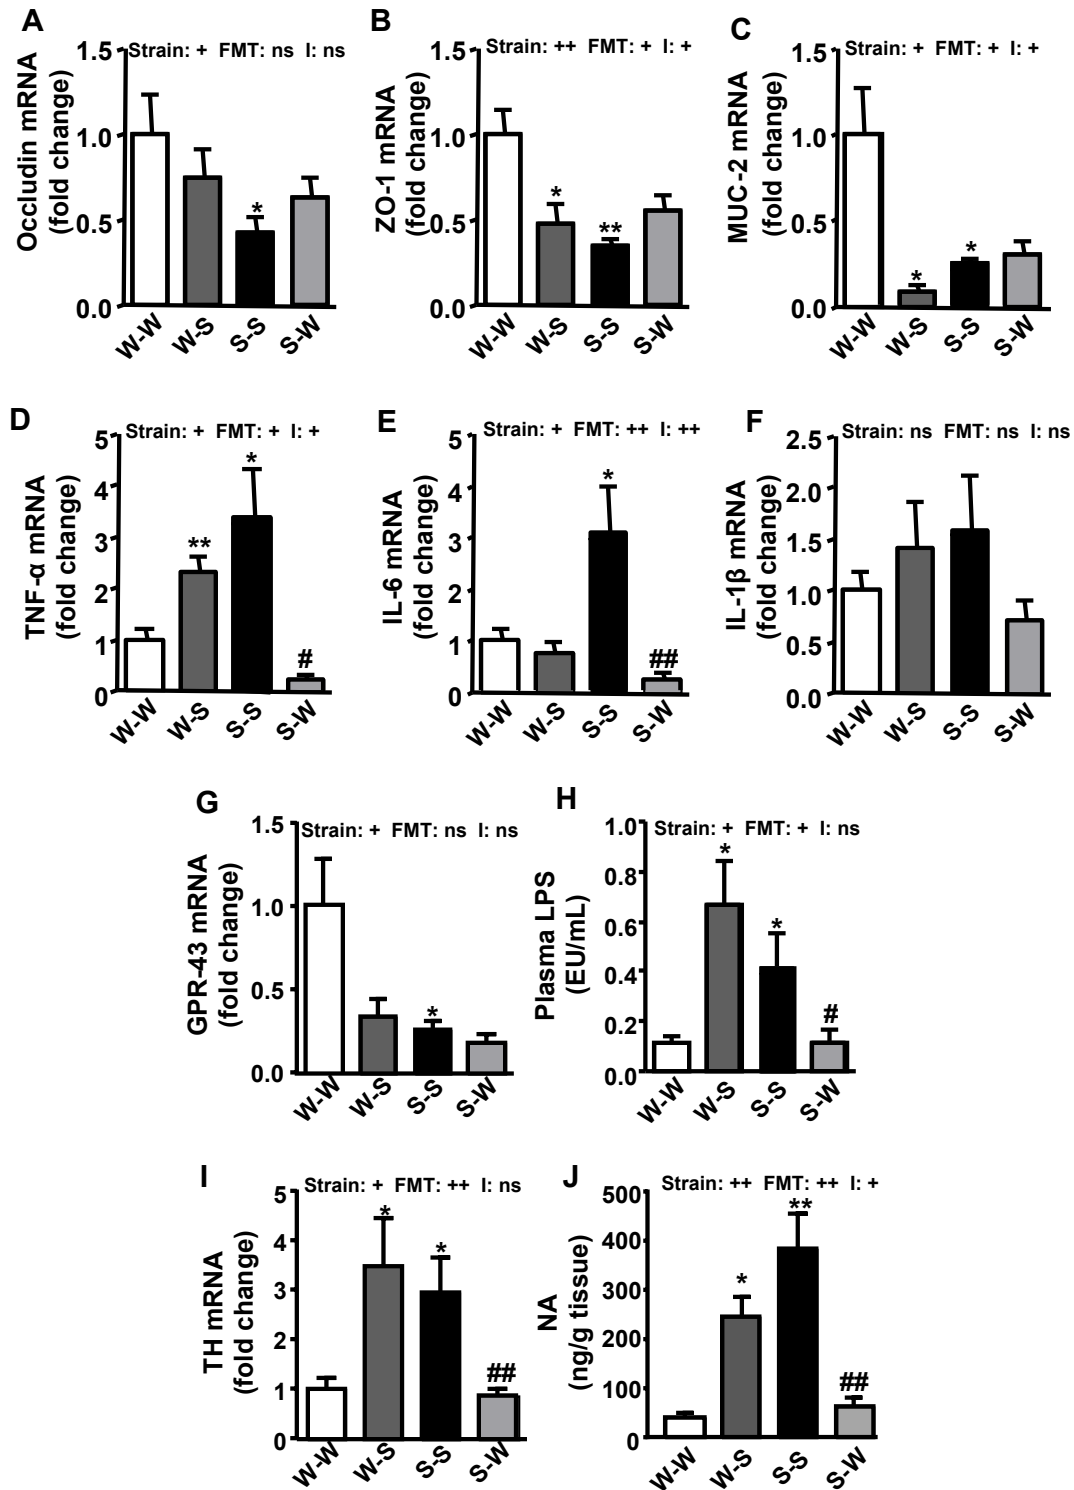 A
Strain: + FMT: ns I: ns
Occludin mRNA
(fold change)
1.5
1.0
0.5
0.0
*
W-W W-S S-S S-W
B
Strain: ++ FMT: + I: +
ZO-1 mRNA
(fold change)
1.5
1.0
0.5
0.0
* **
W-W W-S S-S S-W
C
Strain: + FMT: + I: +
MUC-2 mRNA
(fold change)
1.5
1.0
0.5
0.0
* *
W-W W-S S-S S-W
D
Strain: + FMT: + I: +
TNF-α mRNA
(fold change)
5
4
3
2
1
0
** * #
W-W W-S S-S S-W
E
Strain: + FMT: ++ I: ++
IL-6 mRNA
(fold change)
5
4
3
2
1
0
* ##
W-W W-S S-S S-W
F
Strain: ns FMT: ns I: ns
IL-1β mRNA
(fold change)
2.5
2.0
1.5
1.0
0.5
0.0
W-W W-S S-S S-W
G
Strain: + FMT: ns I: ns
GPR-43 mRNA
(fold change)
1.5
1.0
0.5
0.0
*
W-W W-S S-S S-W
H
Strain: + FMT: + I: ns
Plasma LPS
(EU/mL)
1.0
0.8
0.6
0.4
0.2
0.0
* * #
W-W W-S S-S S-W
I
Strain: + FMT: ++ I: ns
TH mRNA
(fold change)
5
4
3
2
1
0
* * ##
W-W W-S S-S S-W
J
Strain: ++ FMT: ++ I: +
NA
(ng/g tissue)
500
400
300
200
100
0
* ** ##
W-W W-S S-S S-W